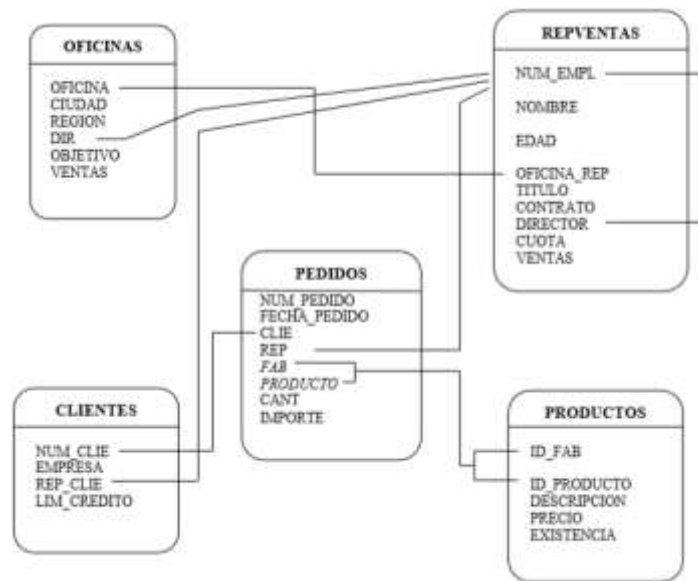 OFICINAS
OFICINA
CIUDAD
REGION
DIR
OBJETIVO
VENTAS
REPVENTAS
NUM_EMPL
NOMBRE
EDAD
OFICINA_REP
TITULO
CONTRATO
DIRECTOR
CUOTA
VENTAS
PEDIDOS
NUM_PEDIDO
FECHA_PEDIDO
CLIE
REP
FAB
PRODUCTO
CANT
IMPORTE
CLIENTES
NUM_CLIE
EMPRESA
REP_CLIE
LIM_CREDITO
PRODUCTOS
ID_FAB
ID_PRODUCTO
DESCRIPCION
PRECIO
EXISTENCIA